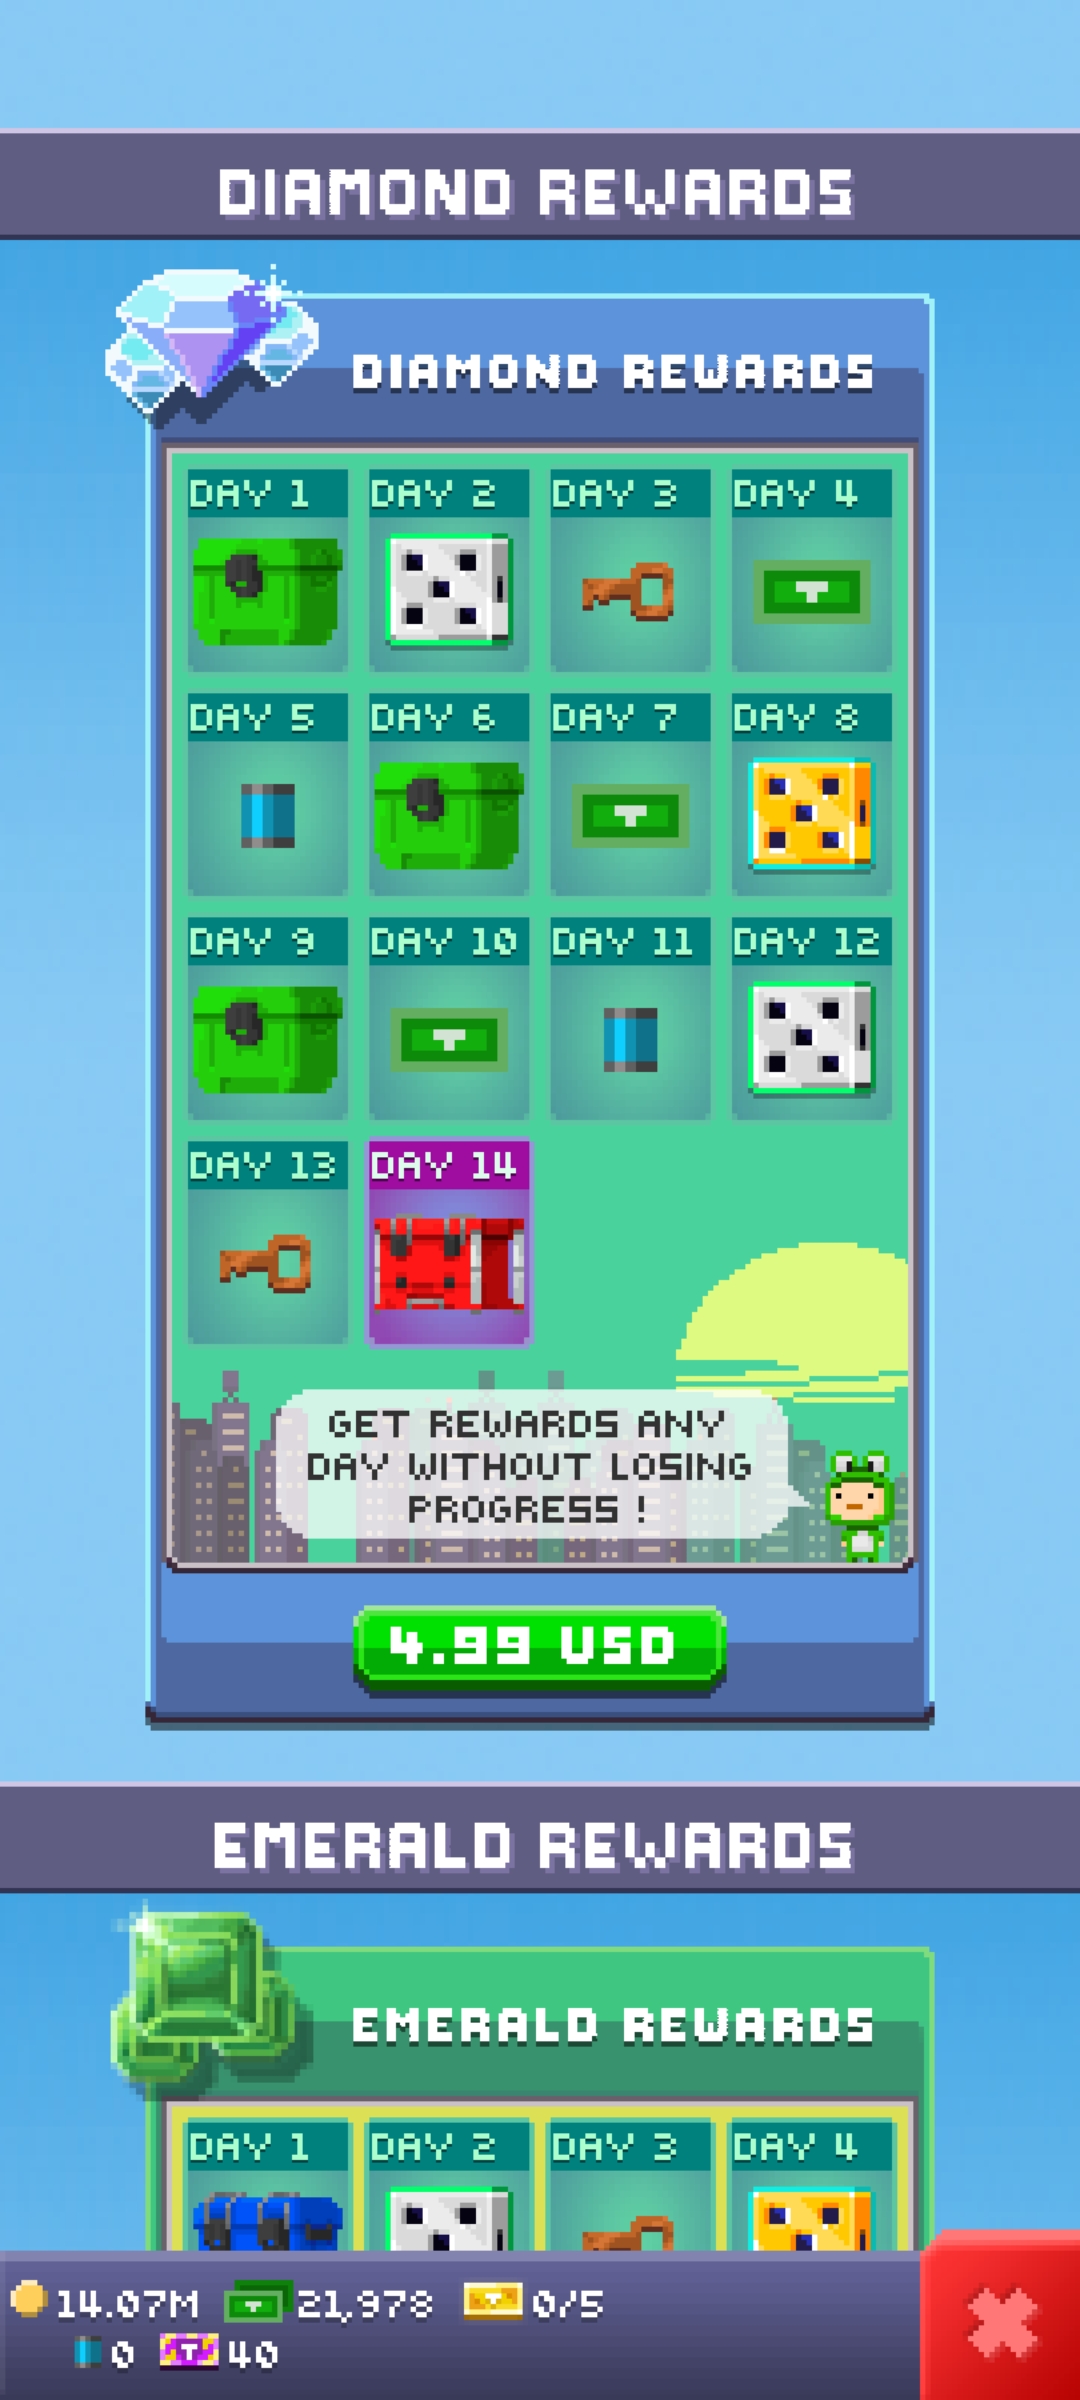 DIAMOND REWARDS
DIAMOND REWARDS
DAY 1 DAY 2 DAY 3 DAY 4
DAY 5 DAY 6 DAY 7 DAY 8
DAY 9 DAY 10 DAY 11 DAY 12
DAY 13 DAY 14
GET REWARDS ANY
DAY WITHOUT LOSING
PROGRESS !
4.99 USD
EMERALD REWARDS
EMERALD REWARDS
DAY 1 DAY 2 DAY 3 DAY 4
14.07M 21,978 0/5
0 T 40